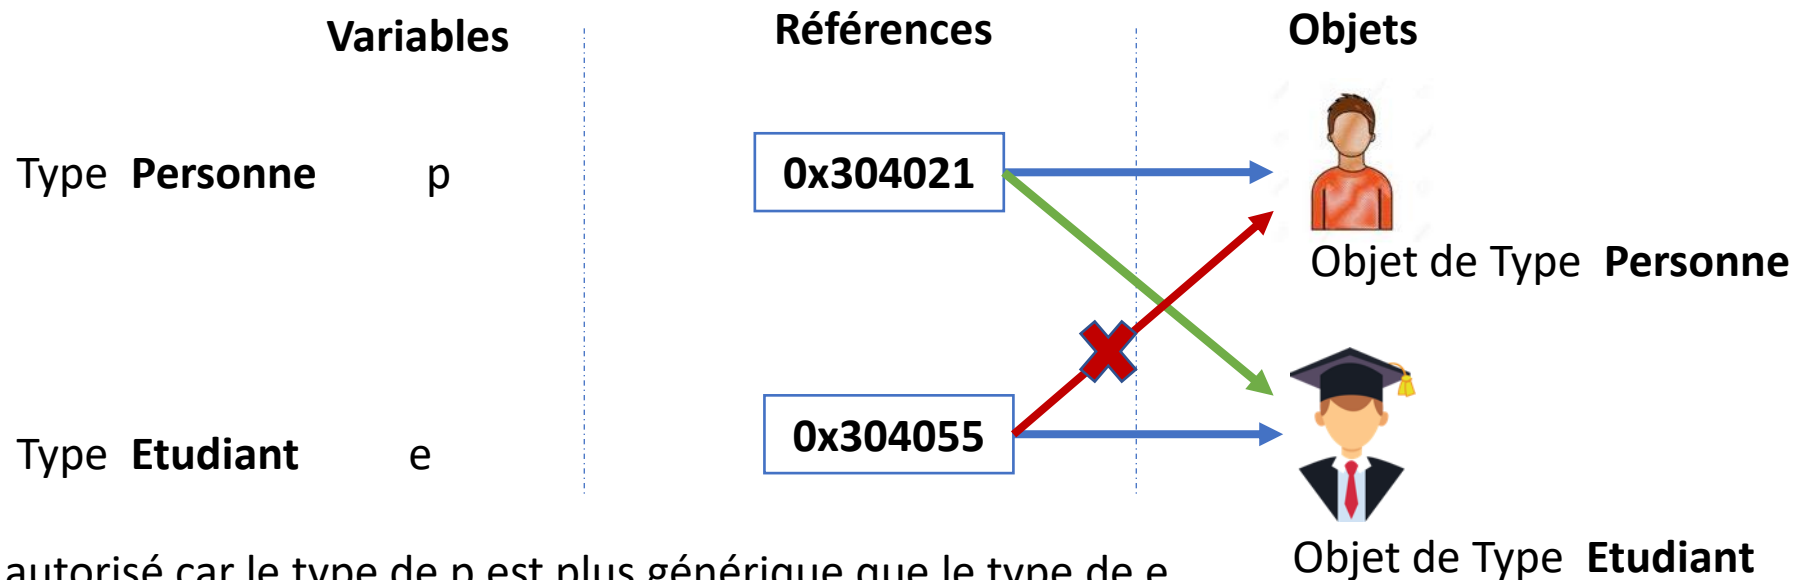 Variables Références Objets
Type Personne p 0x304021
Objet de Type Personne
Type Etudiant e 0x304055
autorisé car le type de p est plus générique que le type de e
Objet de Type Etudiant